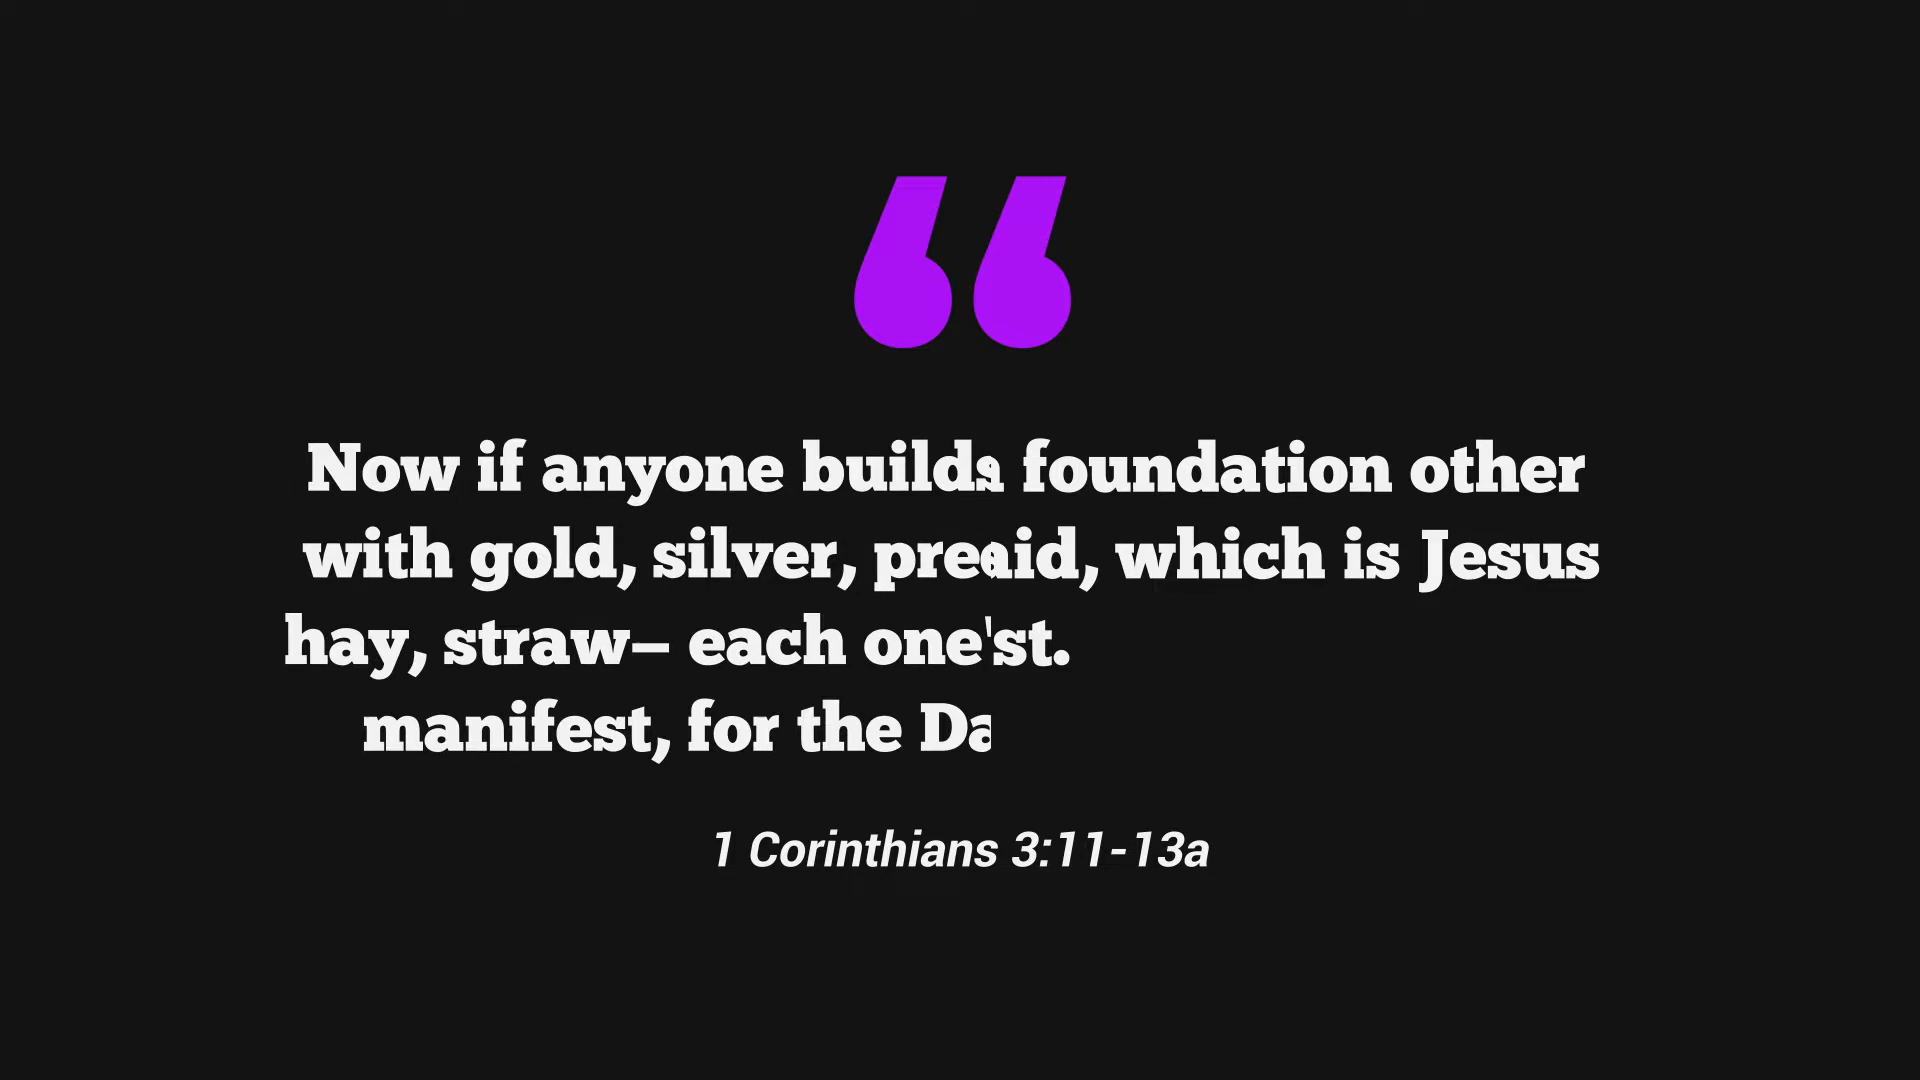 “
Now if anyone builds foundation other
with gold, silver, aid, which is Jesus
hay, straw— each one'st.
manifest, for the
1 Corinthians 3:11-13a